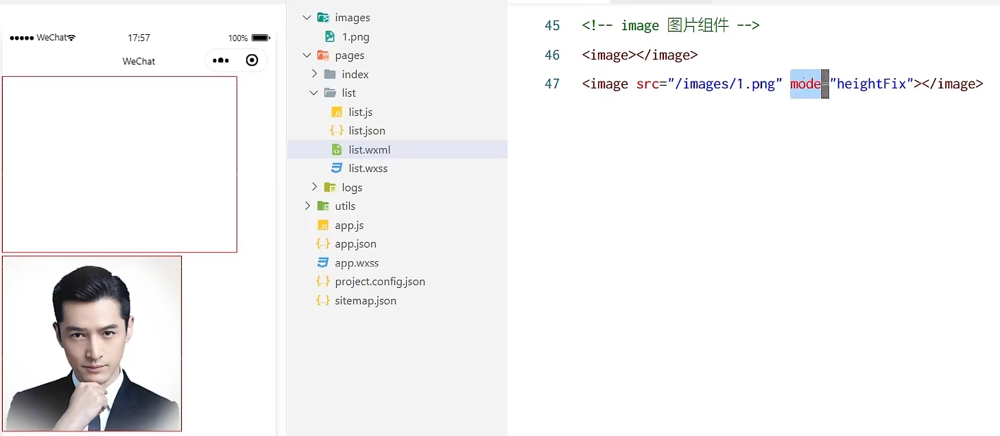 WeChat
17:57
100%
WeChat
images
1.png
pages
index
list
list.js
list.json
list.wxml
list.wxss
logs
utils
app.js
app.json
app.wxss
project.config.json
sitemap.json
45 <!-- image 图片组件 -->
46 <image></image>
47 <image src="/images/1.png" mode="heightFix"></image>